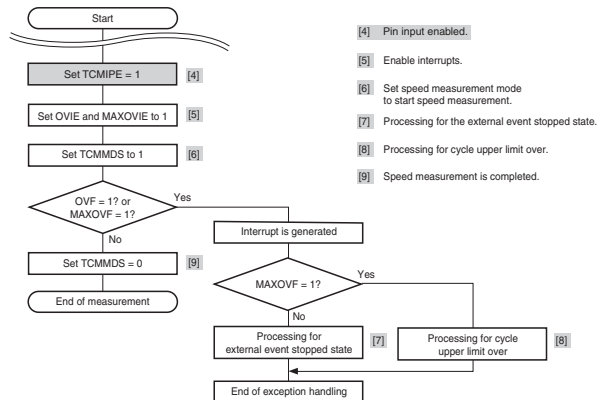 Start
Set TCMIPE = 1
[4]
Set OVIE and MAXOVIE to 1
[5]
Set TCMMDS to 1
[6]
OVF = 1? or
MAXOVF = 1?
Yes
No
Set TCMMDS = 0
[9]
End of measurement
Interrupt is generated
MAXOVF = 1?
Yes
No
Processing for
external event stopped state
[7]
Processing for cycle
upper limit over
[8]
End of exception handling
[4] Pin input enabled.
[5] Enable interrupts.
[6] Set speed measurement mode
to start speed measurement.
[7] Processing for the external event stopped state.
[8] Processing for cycle upper limit over.
[9] Speed measurement is completed.